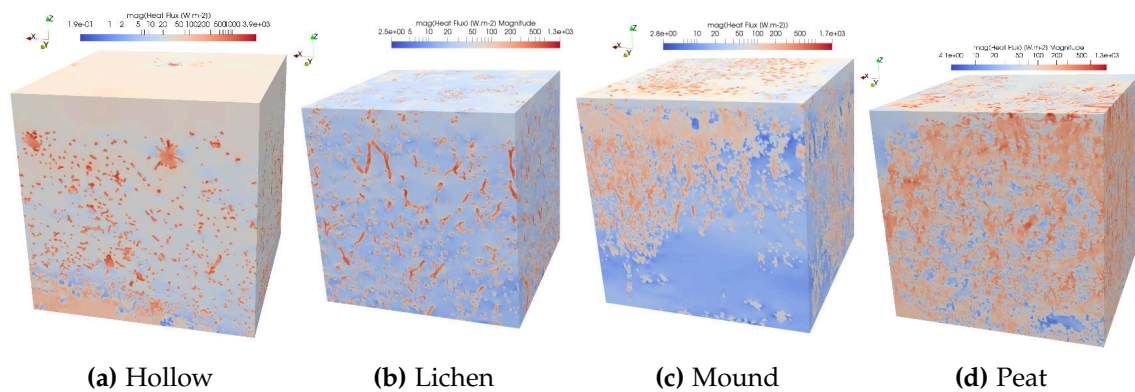 mag(Heat Flux) (W.m-2))
1.9e-01 1 2 5 10 20 50 100 200 500 1000 3.9e+03
Z
X
Y
(a) Hollow
mag(Heat Flux) (W.m-2) Magnitude
2.5e+00 5 10 20 50 100 200 500 1.3e+03
Z
X
Y
(b) Lichen
mag(Heat Flux) (W.m-2))
2.8e+00 10 20 50 100 200 500 1.7e+03
Z
X
Y
(c) Mound
mag(Heat Flux) (W.m-2) Magnitude
4.1e+00 10 20 50 100 200 500 1.3e+03
Z
X
Y
(d) Peat